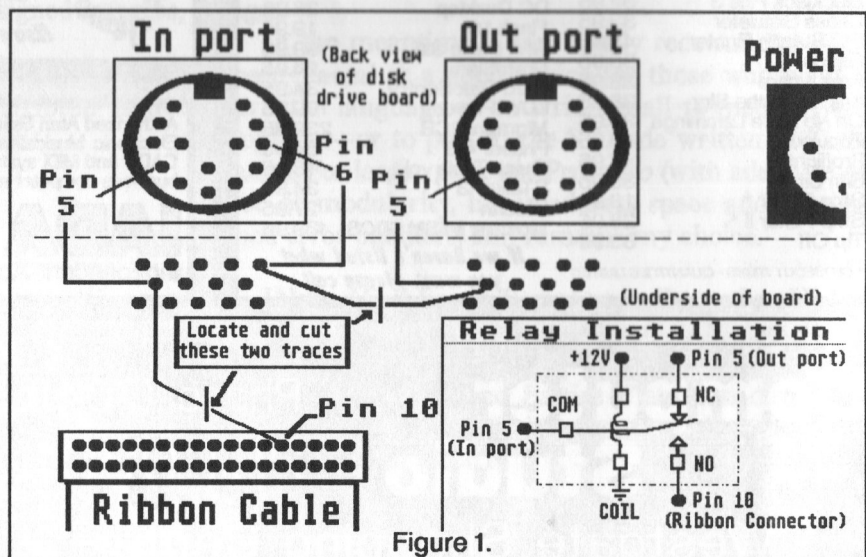 In port
Out port
Power
(Back view
of disk
drive board)
Pin
5
Pin
6
Pin
5
(Underside of board)
Locate and cut
these two traces
Pin 10
Ribbon Cable
Relay Installation
+12V
Pin 5 (Out port)
COM
NC
Pin 5
(In port)
NO
COIL
Pin 10
(Ribbon Connector)
Figure 1.